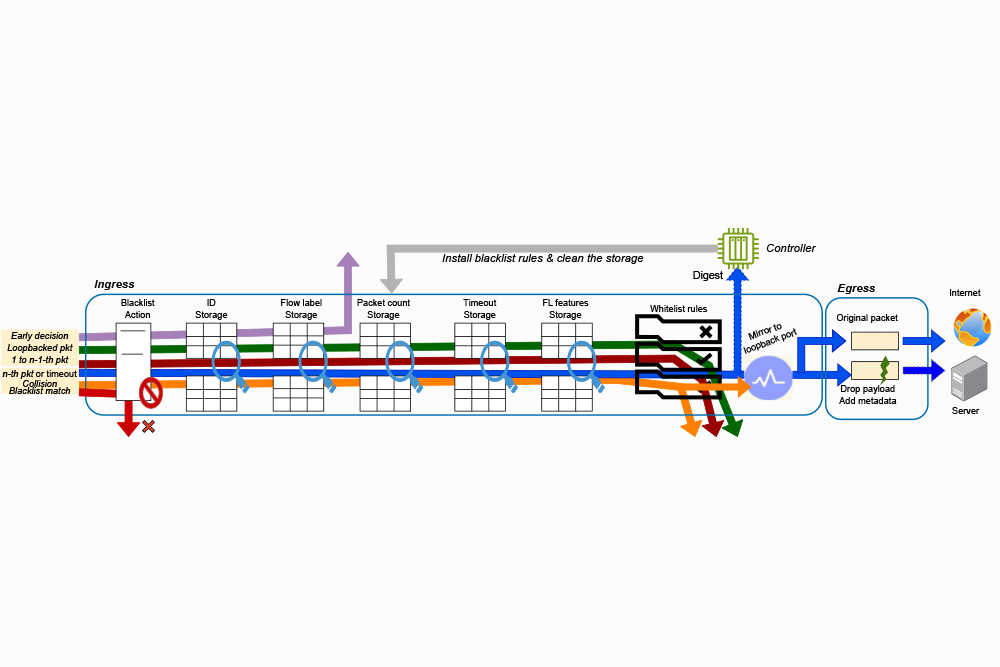 Install blacklist rules & clean the storage
Controller
Digest
Ingress
Egress
Internet
Blacklist
Action
ID
Storage
Flow label
Storage
Packet count
Storage
Timeout
Storage
FL features
Storage
Whitelist rules
Mirror to
loopback port
Original packet
Early decision
Loopbacked pkt
1 to n-1-th pkt
n-th pkt or timeout
Collision
Blacklist match
Drop payload
Add metadata
Server